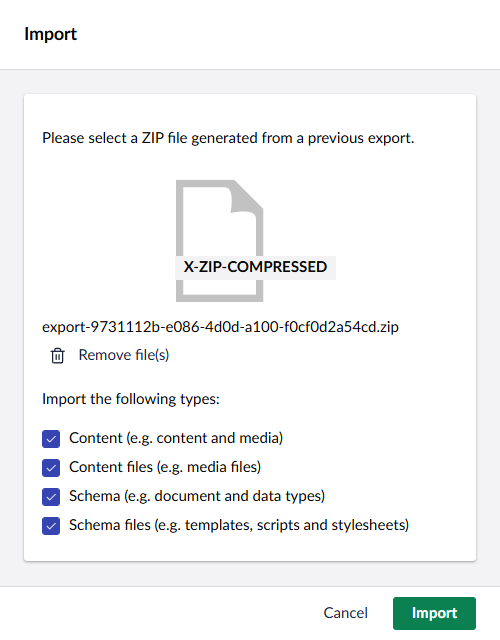 Import
Please select a ZIP file generated from a previous export.
X-ZIP-COMPRESSED
export-9731112b-e086-4d0d-a100-f0cf0d2a54cd.zip
Remove file(s)
Import the following types:
Content (e.g. content and media)
Content files (e.g. media files)
Schema (e.g. document and data types)
Schema files (e.g. templates, scripts and stylesheets)
Cancel Import